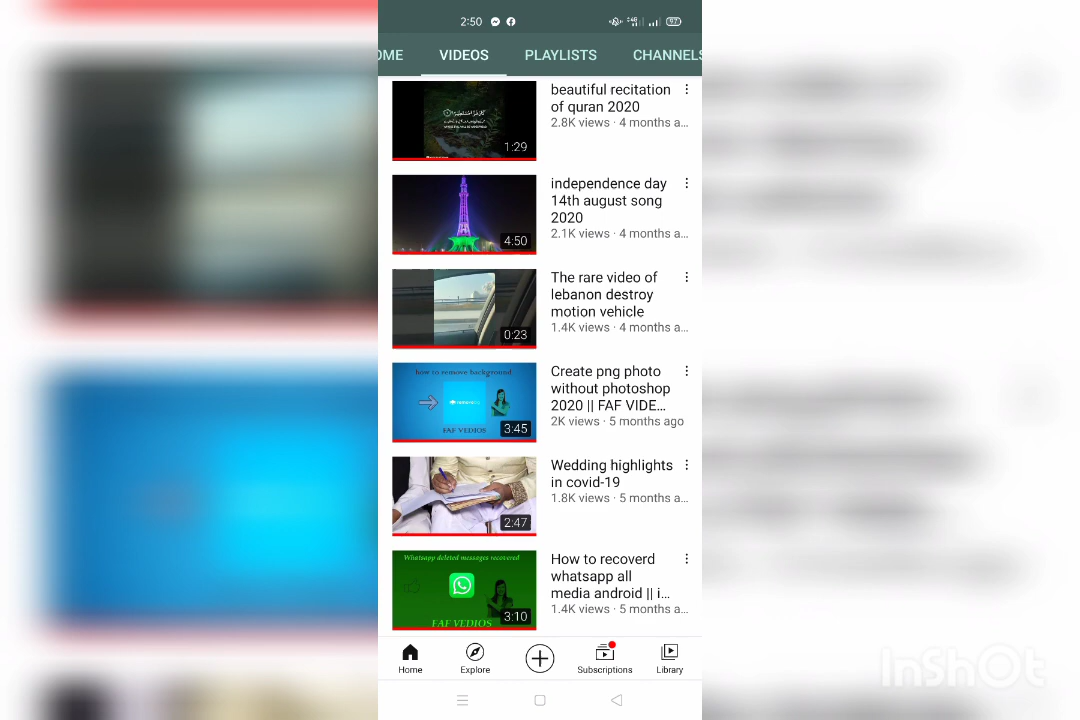 2:50
OME VIDEOS PLAYLISTS CHANNELS
beautiful recitation
of quran 2020
2.8K views · 4 months a...
1:29
independence day
14th august song
2020
2.1K views · 4 months a...
4:50
The rare video of
lebanon destroy
motion vehicle
1.4K views · 4 months a...
0:23
how to remove background
FAF VEDIOS
3:45
Create png photo
without photoshop
2020 || FAF VIDE...
2K views · 5 months ago
Wedding highlights
in covid-19
1.8K views · 5 months a...
2:47
Whatsapp deleted messages recovered
FAF VEDIOS
3:10
How to recoverd
whatsapp all
media android || i...
1.4K views · 5 months a...
Home Explore Subscriptions Library
InShOt